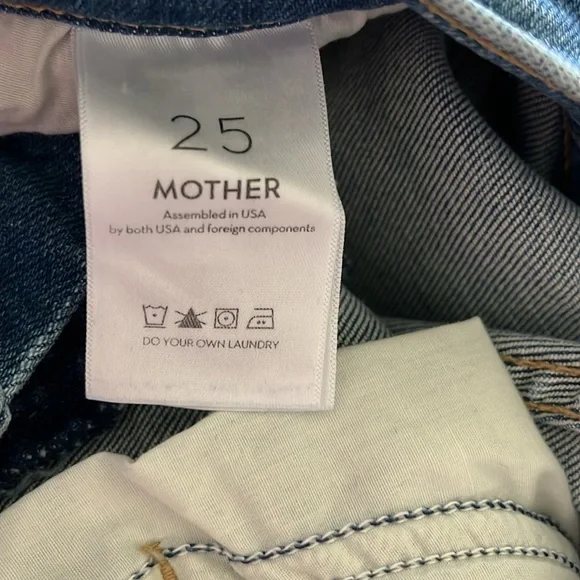 25
MOTHER
Assembled in USA
by both USA and foreign components
DO YOUR OWN LAUNDRY